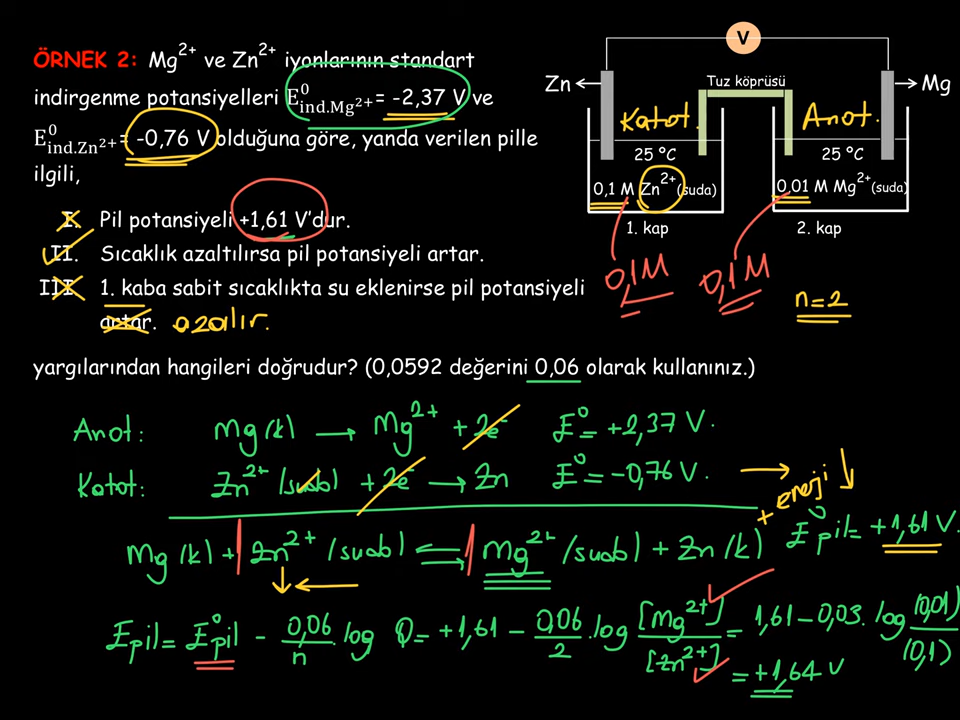 ÖRNEK 2: Mg2+ ve Zn2+ iyonlarının standart
indirgenme potansiyelleri E0ind.Mg2+= -2,37 V ve
E0ind.Zn2+= -0,76 V olduğuna göre, yanda verilen pille
ilgili,
I. Pil potansiyeli +1,61 V'dur.
II. Sıcaklık azaltılırsa pil potansiyeli artar.
III. 1. kaba sabit sıcaklıkta su eklenirse pil potansiyeli
artar. azalır.
yargılarından hangileri doğrudur? (0,0592 değerini 0,06 olarak kullanınız.)
V
Zn
Tuz köprüsü
Mg
Katot
Anot
25 °C
25 °C
0,1 M Zn2+(suda)
0,01 M Mg2+(suda)
1. kap
2. kap
0,1M
0,1M
n=2
Anot: Mg(k) → Mg2+ + 2e- E°= +2,37 V.
Katot: Zn2+(suda) + 2e- → Zn E°= -0,76 V.
+ enerji ↓
Mg(k) + Zn2+(suda) ⇌ Mg2+(suda) + Zn(k) E°pil= +1,61 V.
Epil= E°pil - 0,06/n log Q= +1,61 - 0,06/2 .log [Mg2+]/[Zn2+] = 1,61-0,03.log (0,01)/(0,1)
= +1,64 V